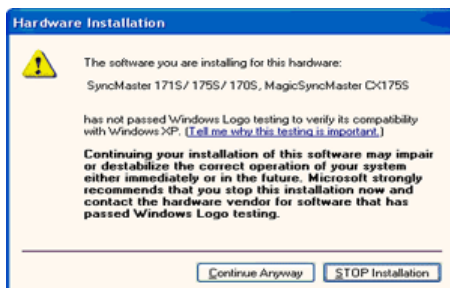 Hardware Installation
The software you are installing for this hardware:
SyncMaster 171S/ 175S/ 170S, MagicSyncMaster CX175S
has not passed Windows Logo testing to verify its compatibility
with Windows XP. (Tell me why this testing is important.)
Continuing your installation of this software may impair
or destabilize the correct operation of your system
either immediately or in the future. Microsoft strongly
recommends that you stop this installation now and
contact the hardware vendor for software that has
passed Windows Logo testing.
Continue Anyway STOP Installation